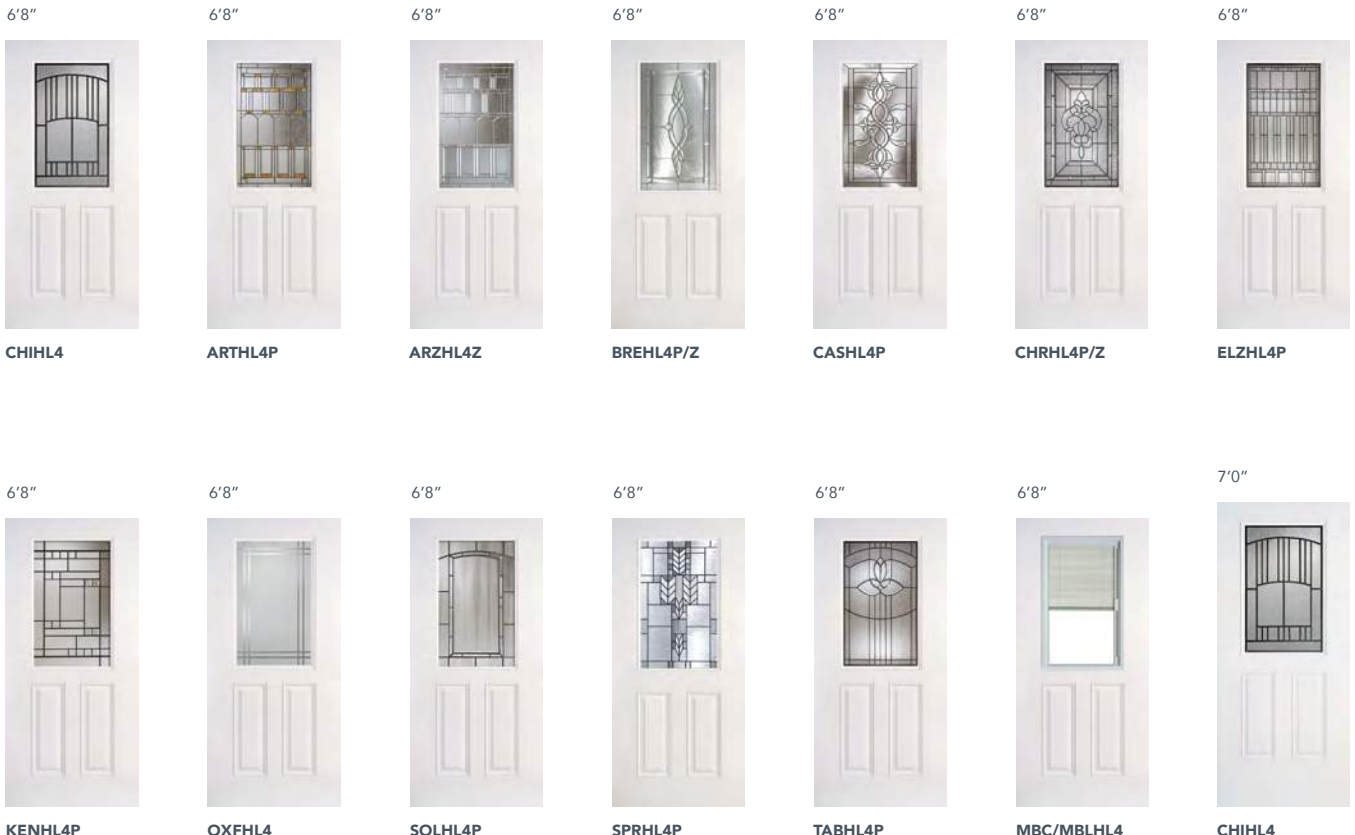 6’8” 6’8” 6’8” 6’8” 6’8” 6’8” 6’8”
CHIHL4 ARTHL4P ARZHL4Z BREHL4P/Z CASHL4P CHRHL4P/Z ELZHL4P
7’0”
6’8” 6’8” 6’8” 6’8” 6’8” 6’8”
KENHL4P OXFHL4 SOLHL4P SPRHL4P TABHL4P MBC/MBLHL4 CHIHL4